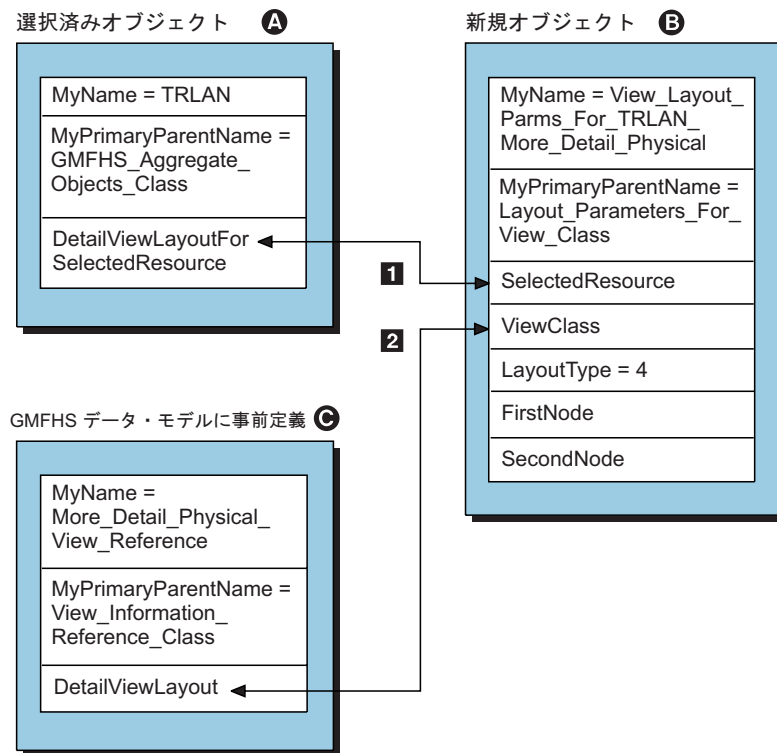 選択済みオブジェクト A
MyName = TRLAN
MyPrimaryParentName =
GMFHS_Aggregate_
Objects_Class
DetailViewLayoutFor
SelectedResource
新規オブジェクト B
MyName = View_Layout_
Parms_For_TRLAN_
More_Detail_Physical
MyPrimaryParentName =
Layout_Parameters_For_
View_Class
SelectedResource
ViewClass
LayoutType = 4
FirstNode
SecondNode
1
2
GMFHS データ・モデルに事前定義 C
MyName =
More_Detail_Physical_
View_Reference
MyPrimaryParentName =
View_Information_
Reference_Class
DetailViewLayout